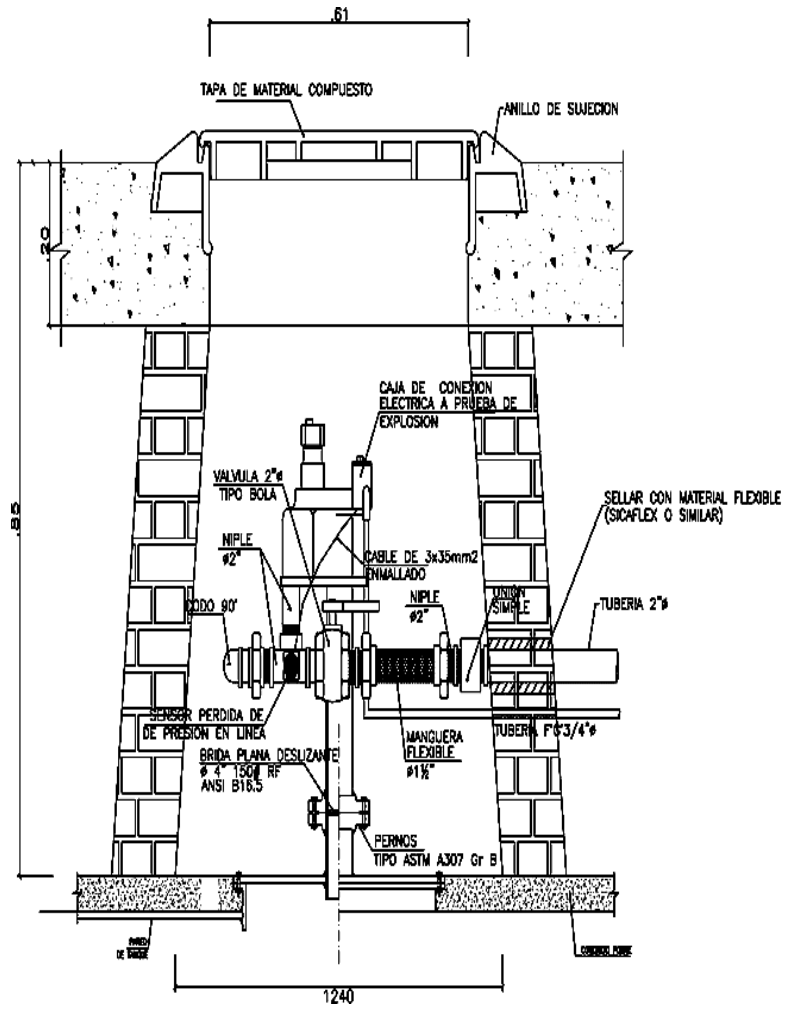 .61
TAPA DE MATERIAL COMPUESTO
ANILLO DE SUJECION
.20
CAJA DE CONEXION
ELECTRICA A PRUEBA DE
EXPLOSION
VALVULA 2"ø
TIPO BOLA
SELLAR CON MATERIAL FLEXIBLE
(SICAFLEX O SIMILAR)
.85
NIPLE
ø2"
CABLE DE 3x35mm2
ENMALLADO
CODO 90°
NIPLE
ø2"
UNION
SIMPLE
TUBERIA 2"ø
SENSOR PERDIDA DE
DE PRESION EN LINEA
MANGUERA
FLEXIBLE
ø1½"
TUBERIA F°G°3/4"ø
BRIDA PLANA DESLIZANTE
ø 4" 150# RF
ANSI B16.5
PERNOS
TIPO ASTM A307 Gr B
PARED
DE TANQUE
1240